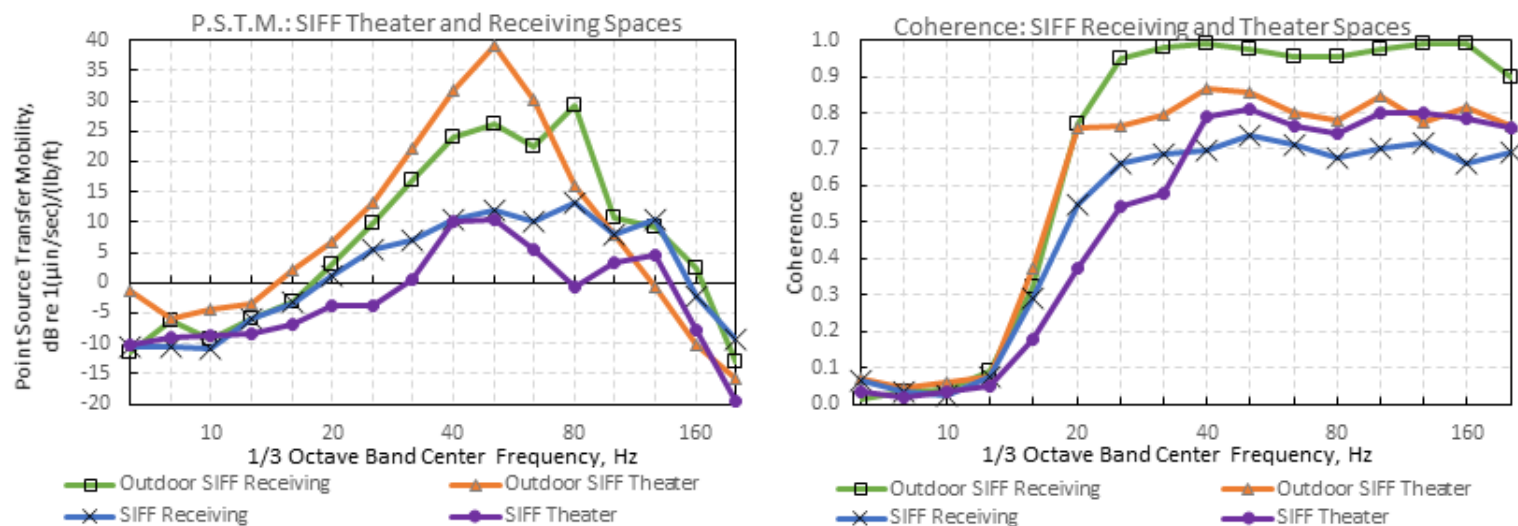 P.S.T.M.: SIFF Theater and Receiving Spaces
Point Source Transfer Mobility,
dB re 1(µin/sec)/(lb/ft)
40
35
30
25
20
15
10
5
0
-5
-10
-15
-20
10 20 40 80 160
1/3 Octave Band Center Frequency, Hz
Outdoor SIFF Receiving Outdoor SIFF Theater
SIFF Receiving SIFF Theater
Coherence: SIFF Receiving and Theater Spaces
Coherence
1.0
0.9
0.8
0.7
0.6
0.5
0.4
0.3
0.2
0.1
0.0
10 20 40 80 160
1/3 Octave Band Center Frequency, Hz
Outdoor SIFF Receiving Outdoor SIFF Theater
SIFF Receiving SIFF Theater